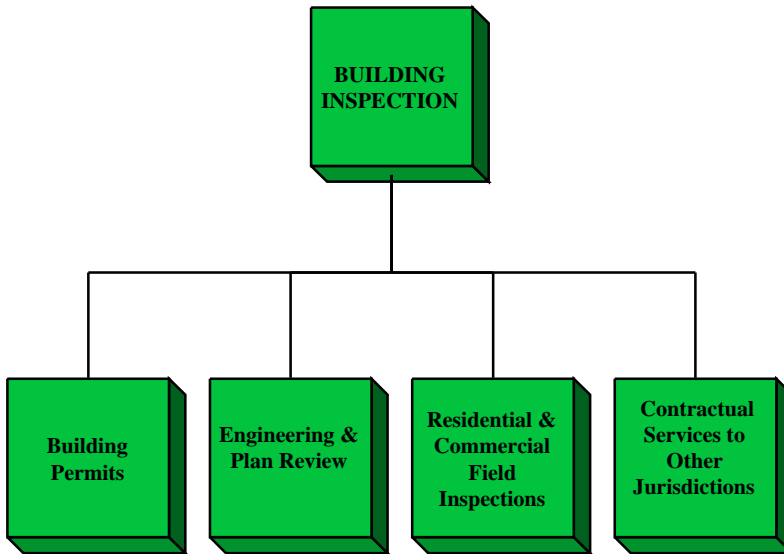 BUILDING
INSPECTION
Building
Permits
Engineering &
Plan Review
Residential &
Commercial
Field
Inspections
Contractual
Services to
Other
Jurisdictions